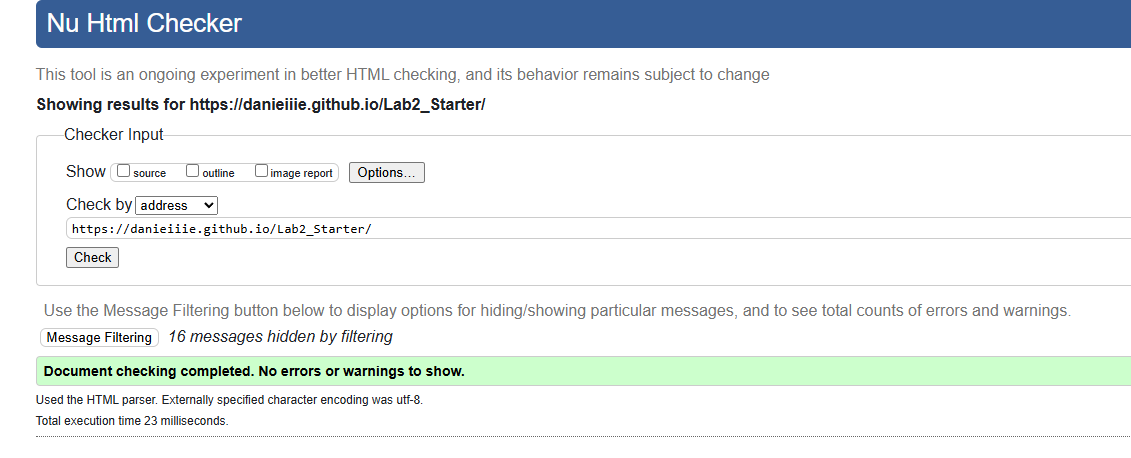 Nu Html Checker
This tool is an ongoing experiment in better HTML checking, and its behavior remains subject to change
Showing results for https://danieiiie.github.io/Lab2_Starter/
Checker Input
Show source outline image report Options...
Check by address
https://danieiiie.github.io/Lab2_Starter/
Check
Use the Message Filtering button below to display options for hiding/showing particular messages, and to see total counts of errors and warnings.
Message Filtering 16 messages hidden by filtering
Document checking completed. No errors or warnings to show.
Used the HTML parser. Externally specified character encoding was utf-8.
Total execution time 23 milliseconds.